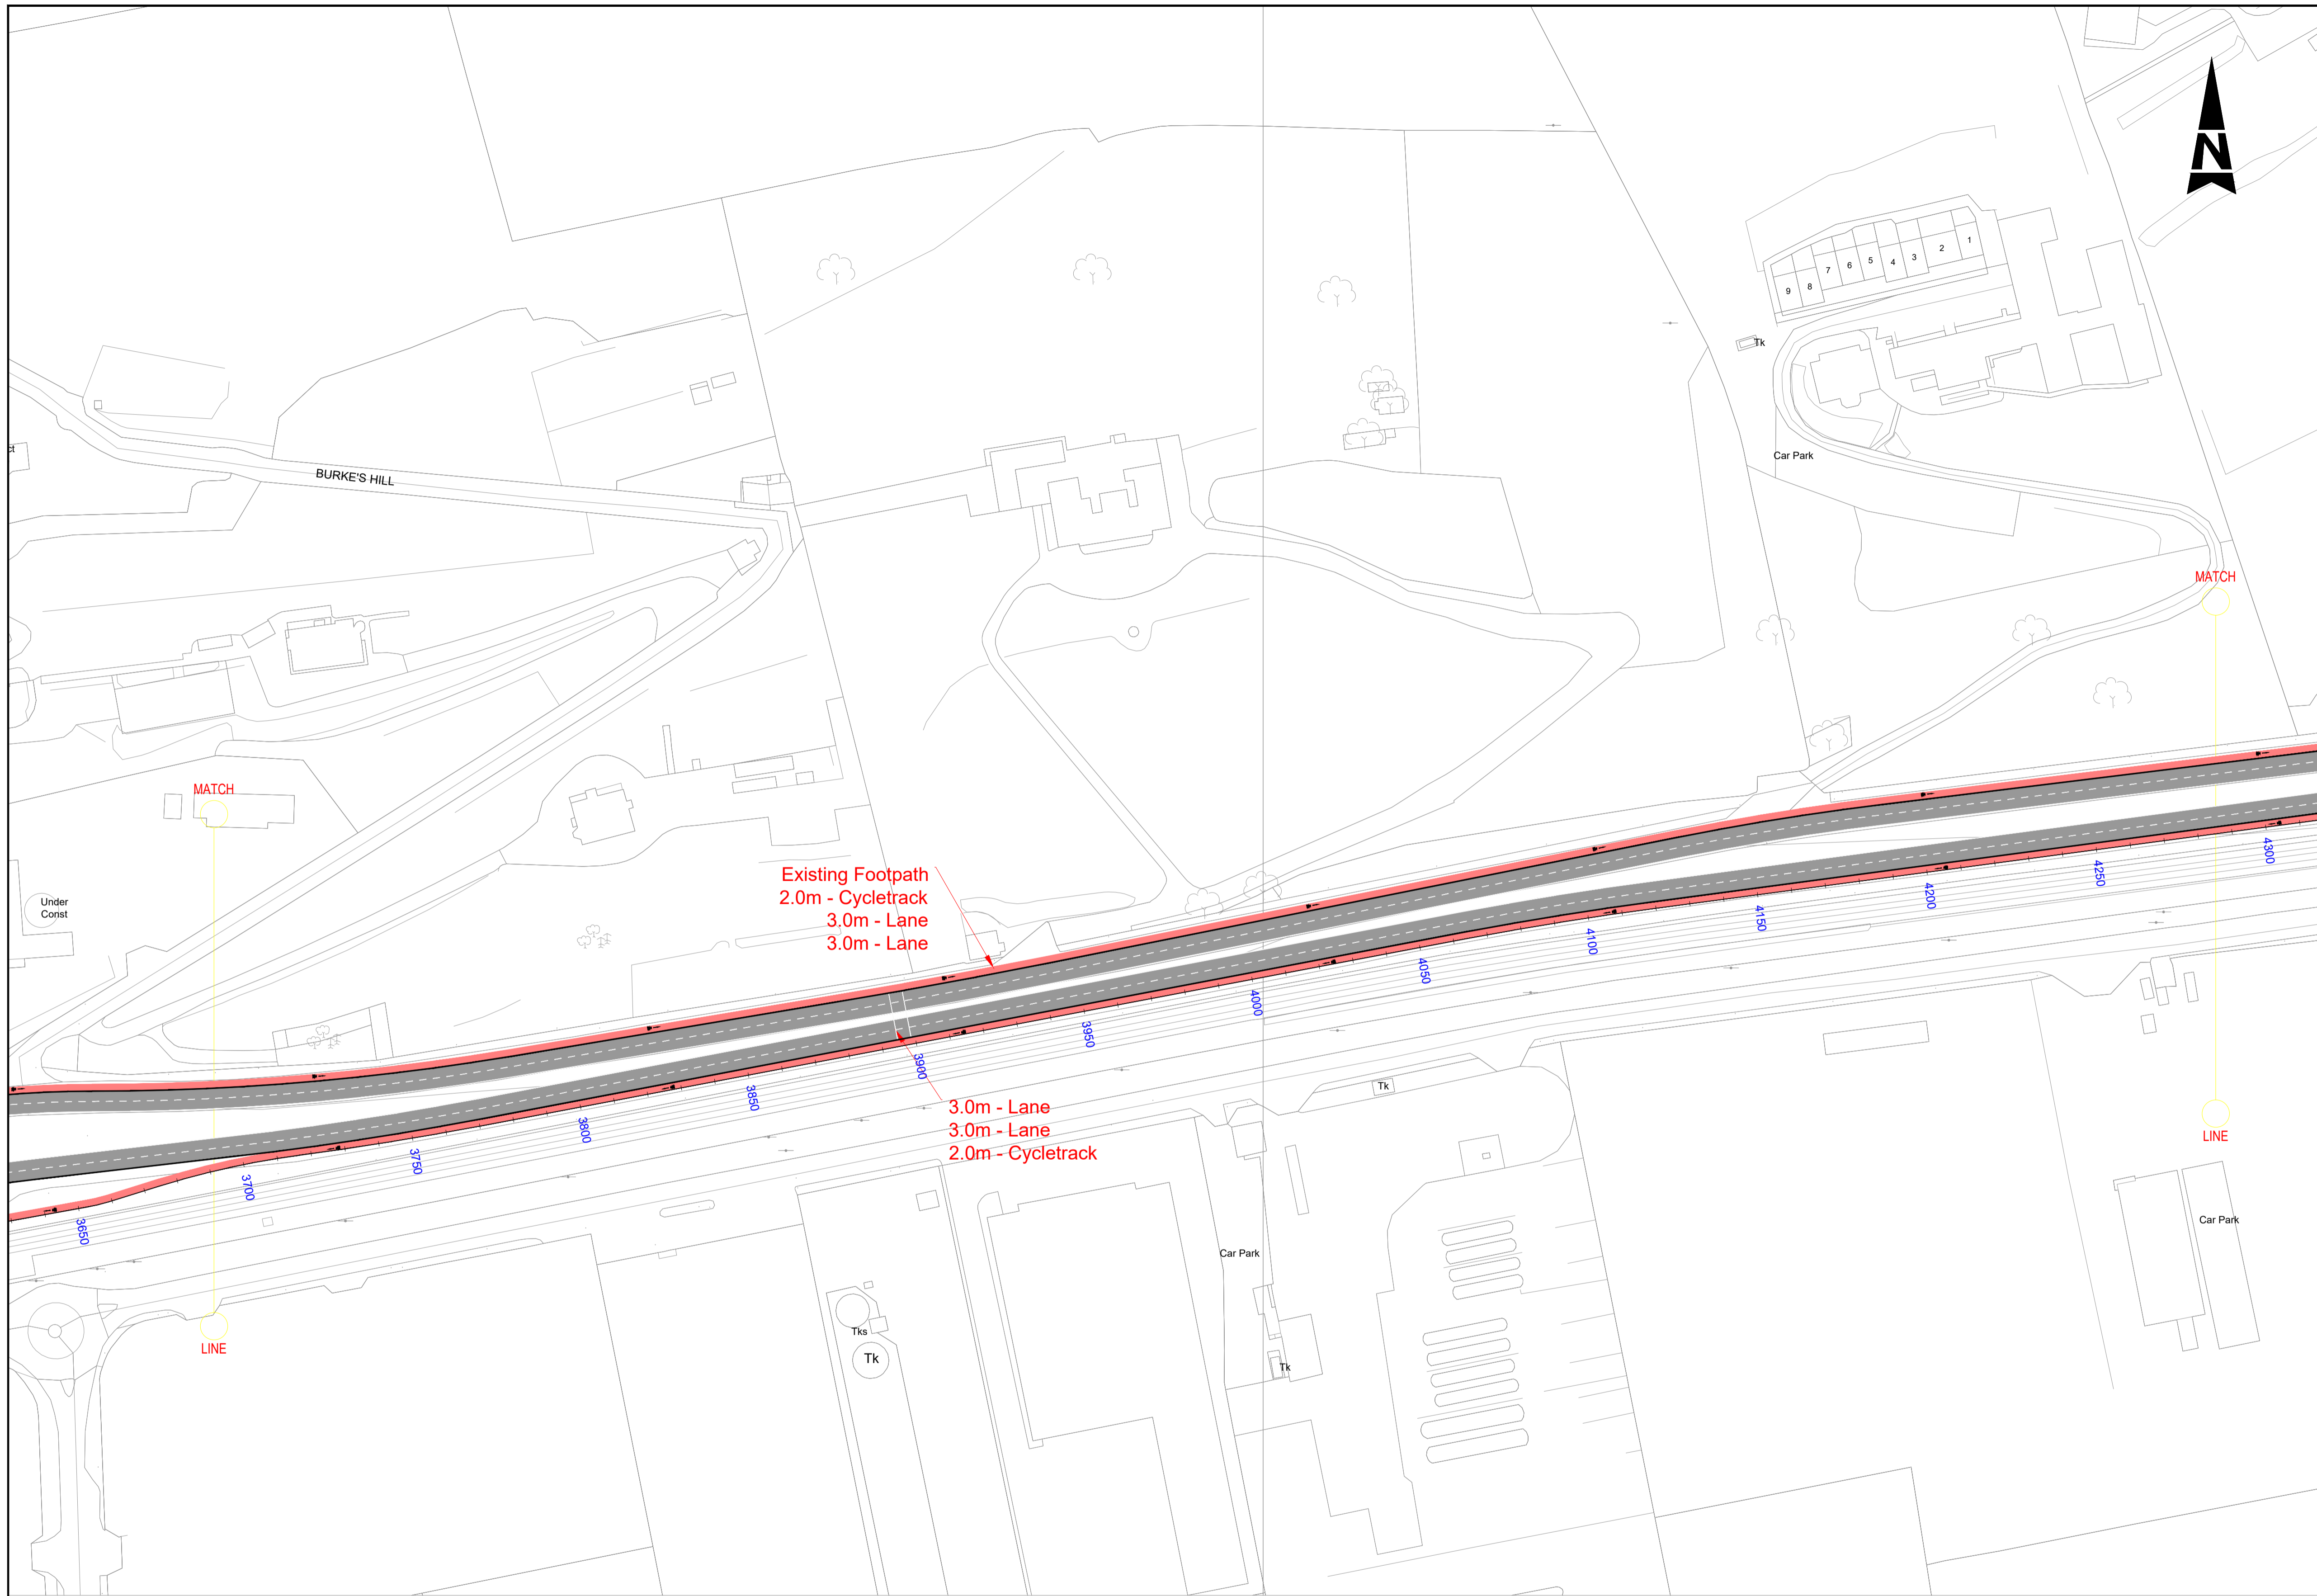 N
1
2
3
4
5
6
7
8
9
Tk
Car Park
ct
BURKE'S HILL
MATCH
MATCH
Under
Const
Existing Footpath
2.0m - Cycletrack
3.0m - Lane
3.0m - Lane
4300
4250
4200
4150
4100
4050
4000
3950
3900
3850
3800
3750
3700
3650
3.0m - Lane
3.0m - Lane
2.0m - Cycletrack
Tk
LINE
Car Park
Car Park
LINE
Tks
Tk
Tk